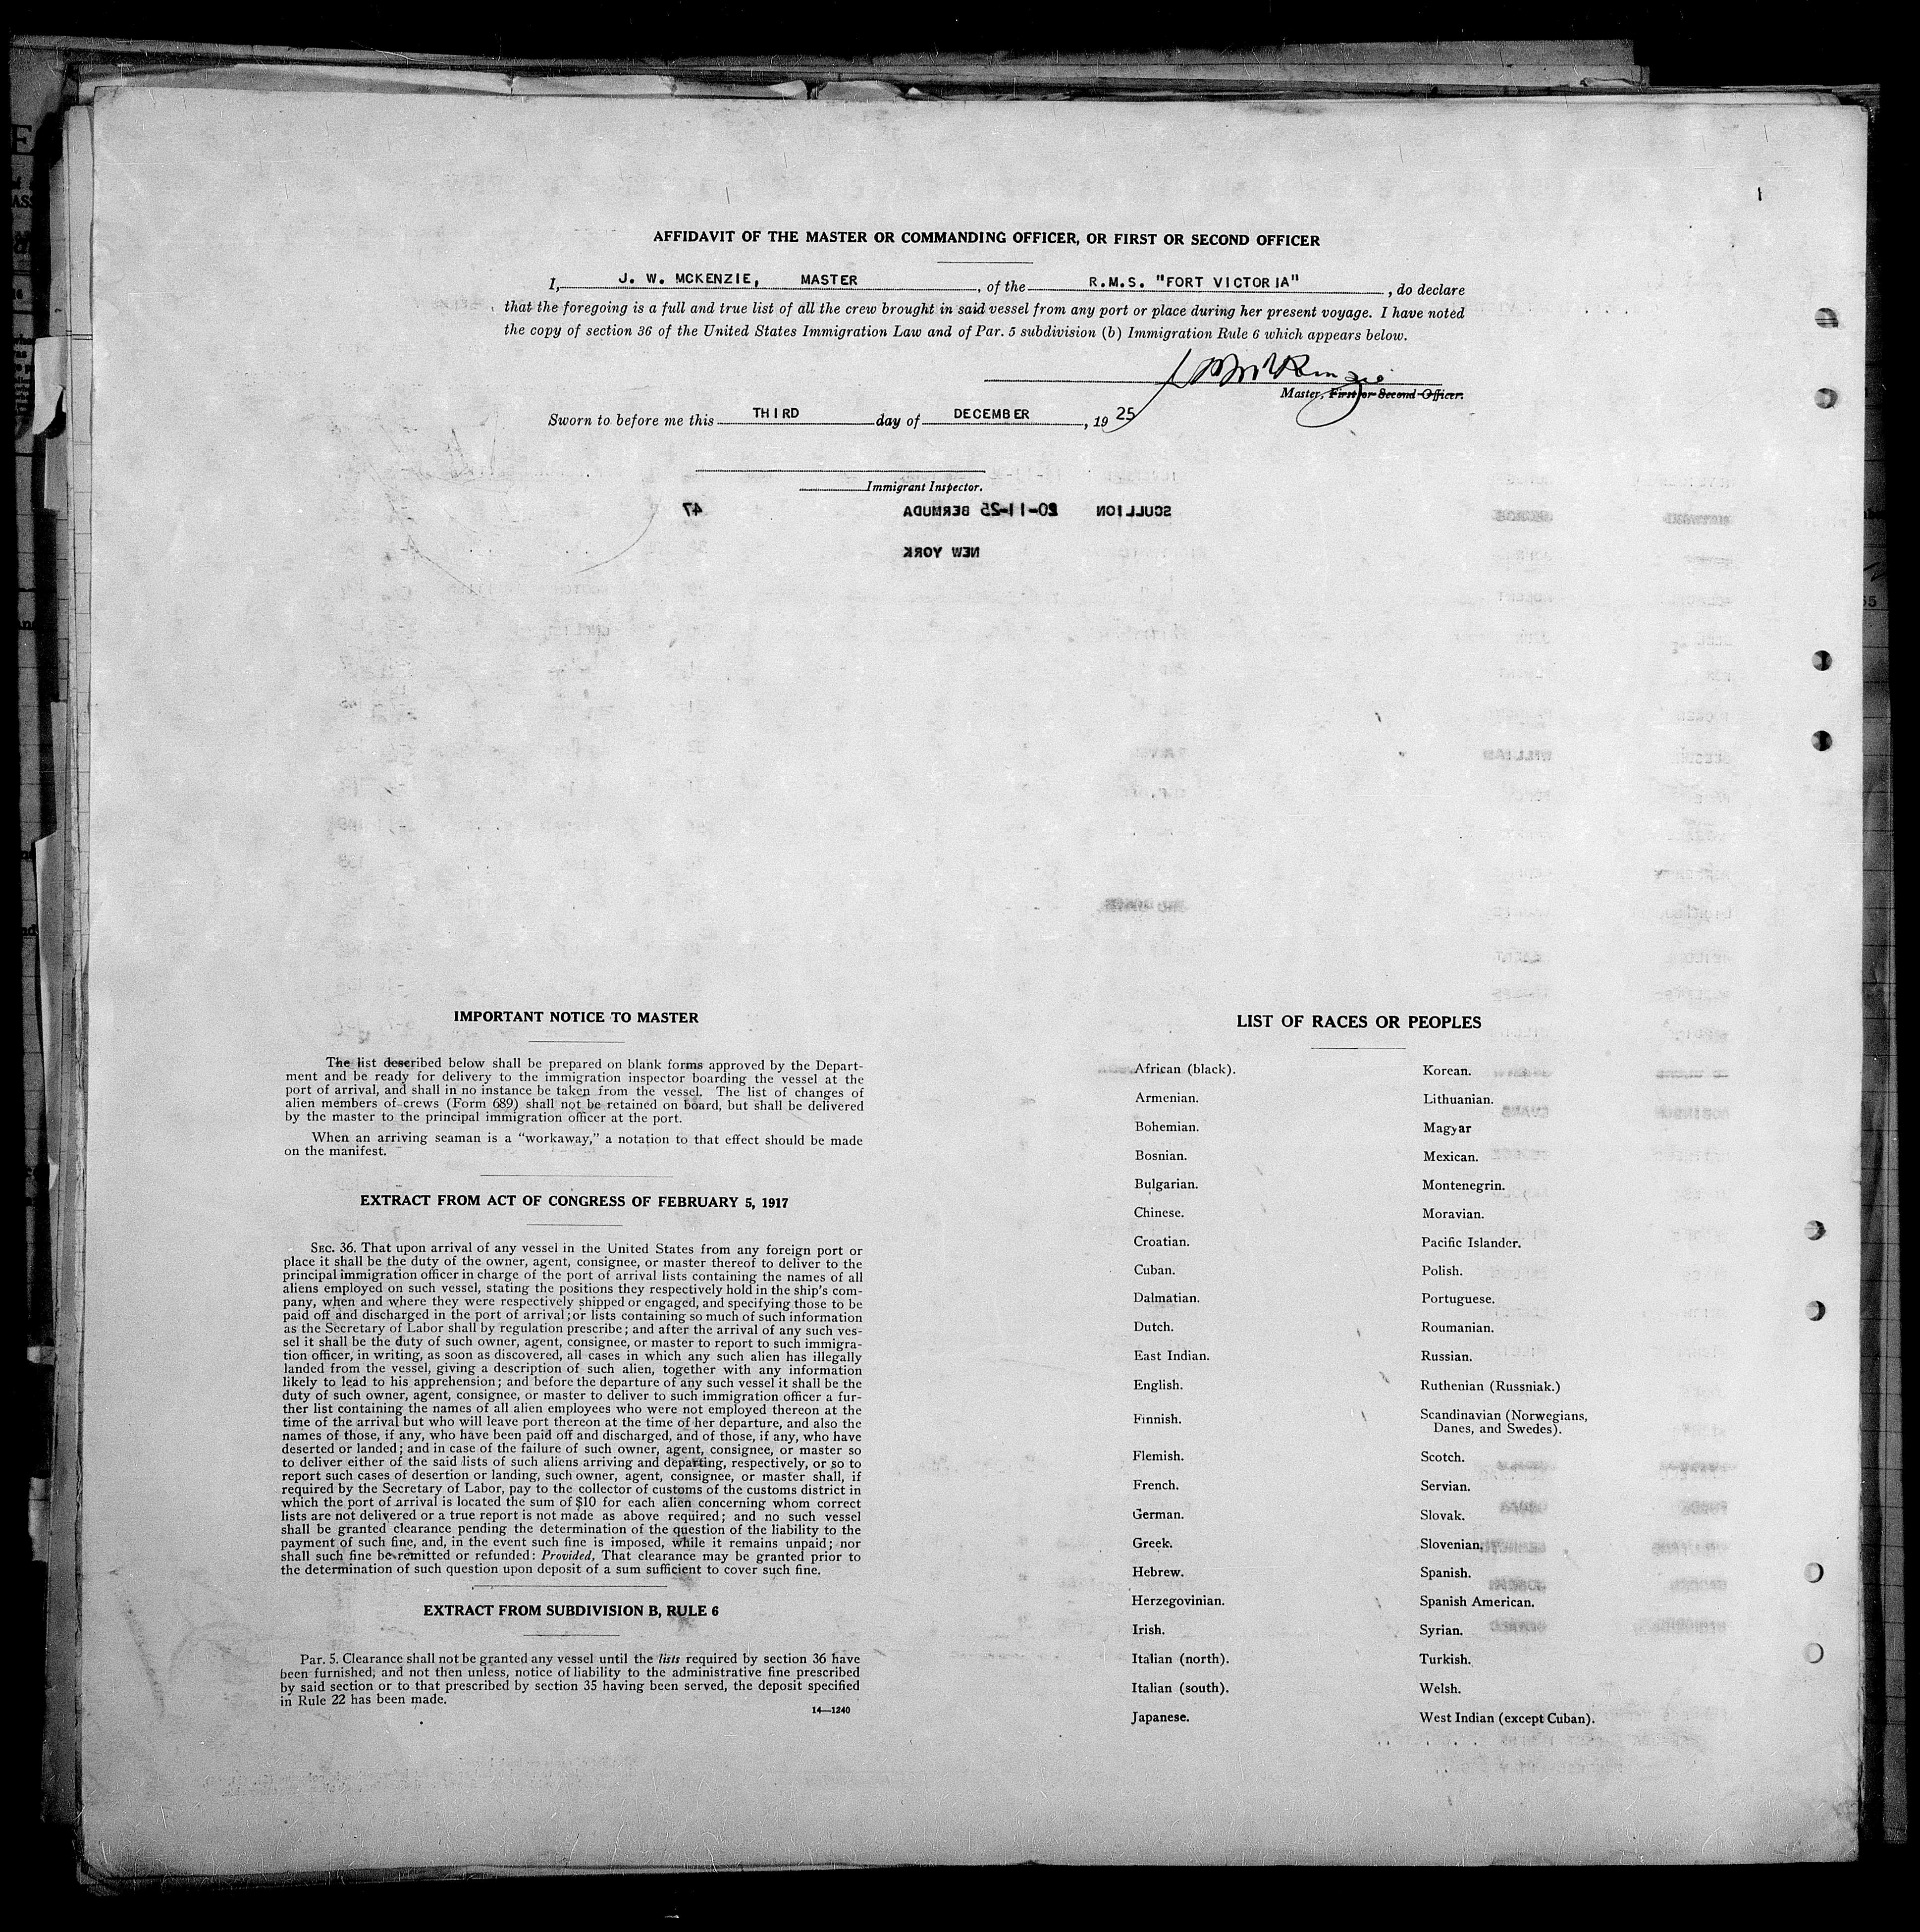 AFFIDAVIT OF THE MASTER OR COMMANDING OFFICER, OR FIRST OR SECOND OFFICER
I, J. W. MCKENZIE, MASTER , of the R.M.S. "FORT VICTORIA" , do declare
that the foregoing is a full and true list of all the crew brought in said vessel from any port or place during her present voyage. I have noted
the copy of section 36 of the United States Immigration Law and of Par. 5 subdivision (b) Immigration Rule 6 which appears below.
J W McKenzie
Master, First or Second Officer.
Sworn to before me this THIRD day of DECEMBER , 19 25
Immigrant Inspector.
SCULLION 20-11-25 BERMUDA 47
NEW YORK
IMPORTANT NOTICE TO MASTER
The list described below shall be prepared on blank forms approved by the Depart-
ment and be ready for delivery to the immigration inspector boarding the vessel at the
port of arrival, and shall in no instance be taken from the vessel. The list of changes of
alien members of crews (Form 689) shall not be retained on board, but shall be delivered
by the master to the principal immigration officer at the port.
When an arriving seaman is a "workaway," a notation to that effect should be made
on the manifest.
EXTRACT FROM ACT OF CONGRESS OF FEBRUARY 5, 1917
SEC. 36. That upon arrival of any vessel in the United States from any foreign port or
place it shall be the duty of the owner, agent, consignee, or master thereof to deliver to the
principal immigration officer in charge of the port of arrival lists containing the names of all
aliens employed on such vessel, stating the positions they respectively hold in the ship's com-
pany, when and where they were respectively shipped or engaged, and specifying those to be
paid off and discharged in the port of arrival; or lists containing so much of such information
as the Secretary of Labor shall by regulation prescribe; and after the arrival of any such ves-
sel it shall be the duty of such owner, agent, consignee, or master to report to such immigra-
tion officer, in writing, as soon as discovered, all cases in which any such alien has illegally
landed from the vessel, giving a description of such alien, together with any information
likely to lead to his apprehension; and before the departure of any such vessel it shall be the
duty of such owner, agent, consignee, or master to deliver to such immigration officer a fur-
ther list containing the names of all alien employees who were not employed thereon at the
time of the arrival but who will leave port thereon at the time of her departure, and also the
names of those, if any, who have been paid off and discharged, and of those, if any, who have
deserted or landed; and in case of the failure of such owner, agent, consignee, or master so
to deliver either of the said lists of such aliens arriving and departing, respectively, or so to
report such cases of desertion or landing, such owner, agent, consignee, or master shall, if
required by the Secretary of Labor, pay to the collector of customs of the customs district in
which the port of arrival is located the sum of $10 for each alien concerning whom correct
lists are not delivered or a true report is not made as above required; and no such vessel
shall be granted clearance pending the determination of the question of the liability to the
payment of such fine, and, in the event such fine is imposed, while it remains unpaid; nor
shall such fine be remitted or refunded: Provided, That clearance may be granted prior to
the determination of such question upon deposit of a sum sufficient to cover such fine.
EXTRACT FROM SUBDIVISION B, RULE 6
Par. 5. Clearance shall not be granted any vessel until the lists required by section 36 have
been furnished, and not then unless, notice of liability to the administrative fine prescribed
by said section or to that prescribed by section 35 having been served, the deposit specified
in Rule 22 has been made.
14—1240
LIST OF RACES OR PEOPLES
African (black).
Armenian.
Bohemian.
Bosnian.
Bulgarian.
Chinese.
Croatian.
Cuban.
Dalmatian.
Dutch.
East Indian.
English.
Finnish.
Flemish.
French.
German.
Greek.
Hebrew.
Herzegovinian.
Irish.
Italian (north).
Italian (south).
Japanese.
Korean.
Lithuanian.
Magyar
Mexican.
Montenegrin.
Moravian.
Pacific Islander.
Polish.
Portuguese.
Roumanian.
Russian.
Ruthenian (Russniak.)
Scandinavian (Norwegians,
Danes, and Swedes).
Scotch.
Servian.
Slovak.
Slovenian.
Spanish.
Spanish American.
Syrian.
Turkish.
Welsh.
West Indian (except Cuban).